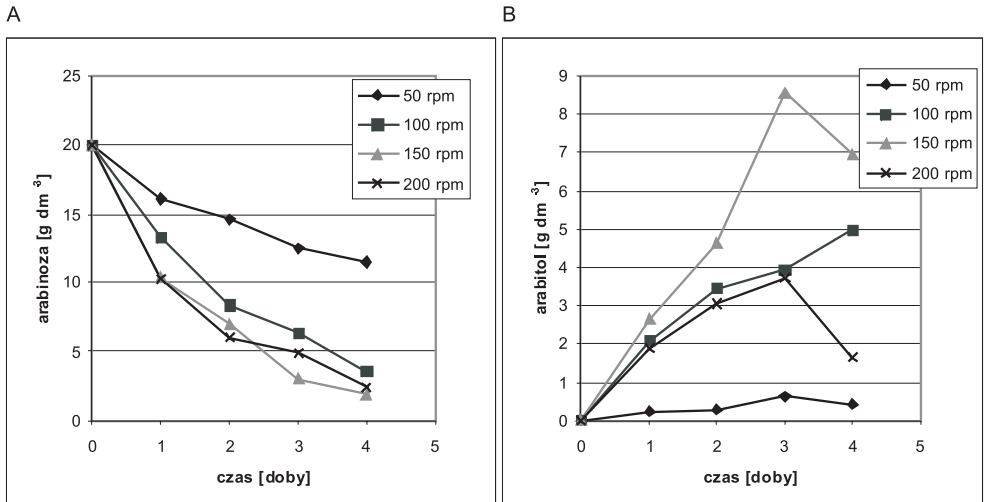 A
25
20
15
10
5
0
0 1 2 3 4 5
arabinoza [g dm -3]
czas [doby]
50 rpm
100 rpm
150 rpm
200 rpm
B
9
8
7
6
5
4
3
2
1
0
0 1 2 3 4 5
arabitol [g dm -3]
czas [doby]
50 rpm
100 rpm
150 rpm
200 rpm